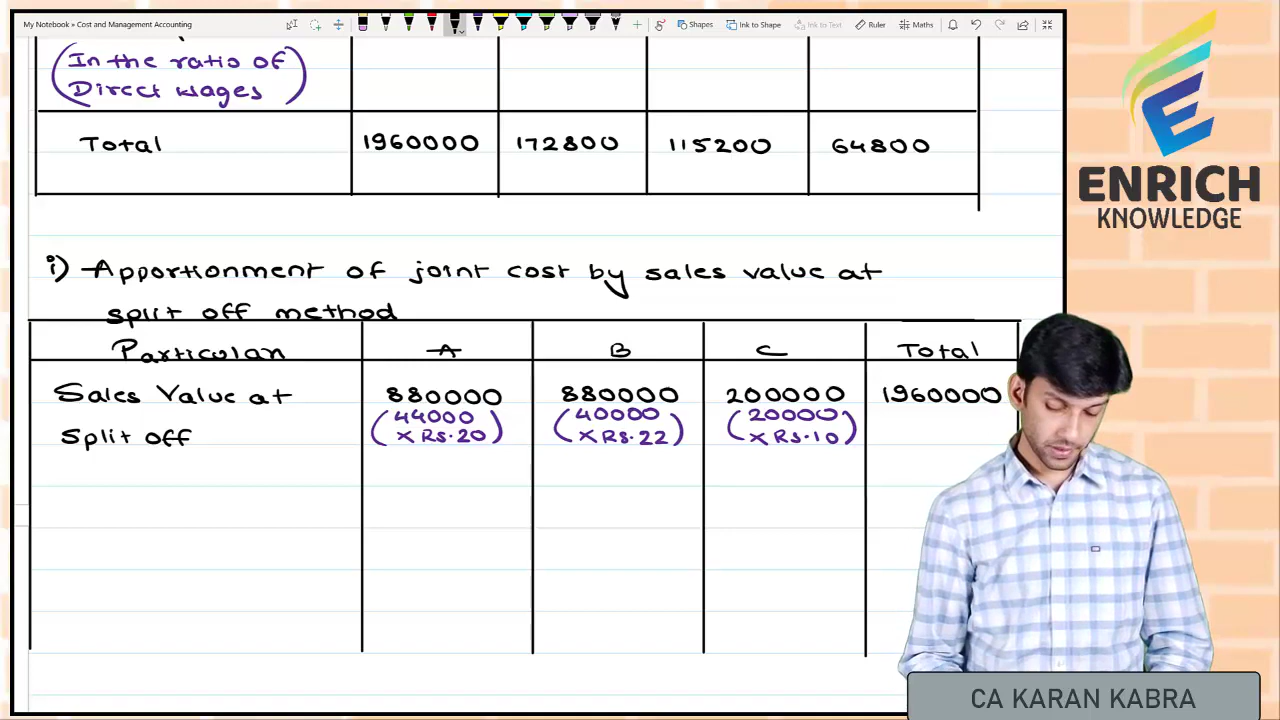 My Notebook » Cost and Management Accounting
Shapes
Ink to Shape
Ink to Text
Ruler
Maths
(In the ratio of
Direct wages)
Total 1960000 172800 115200 64800
i) Apportionment of joint cost by sales value at
split off method
Particulars A B C Total
Sales Value at 880000 880000 200000 1960000
(44000 (40000 (20000
Split off × Rs. 20) × Rs. 22) × Rs. 10)
ENRICH
KNOWLEDGE
CA KARAN KABRA